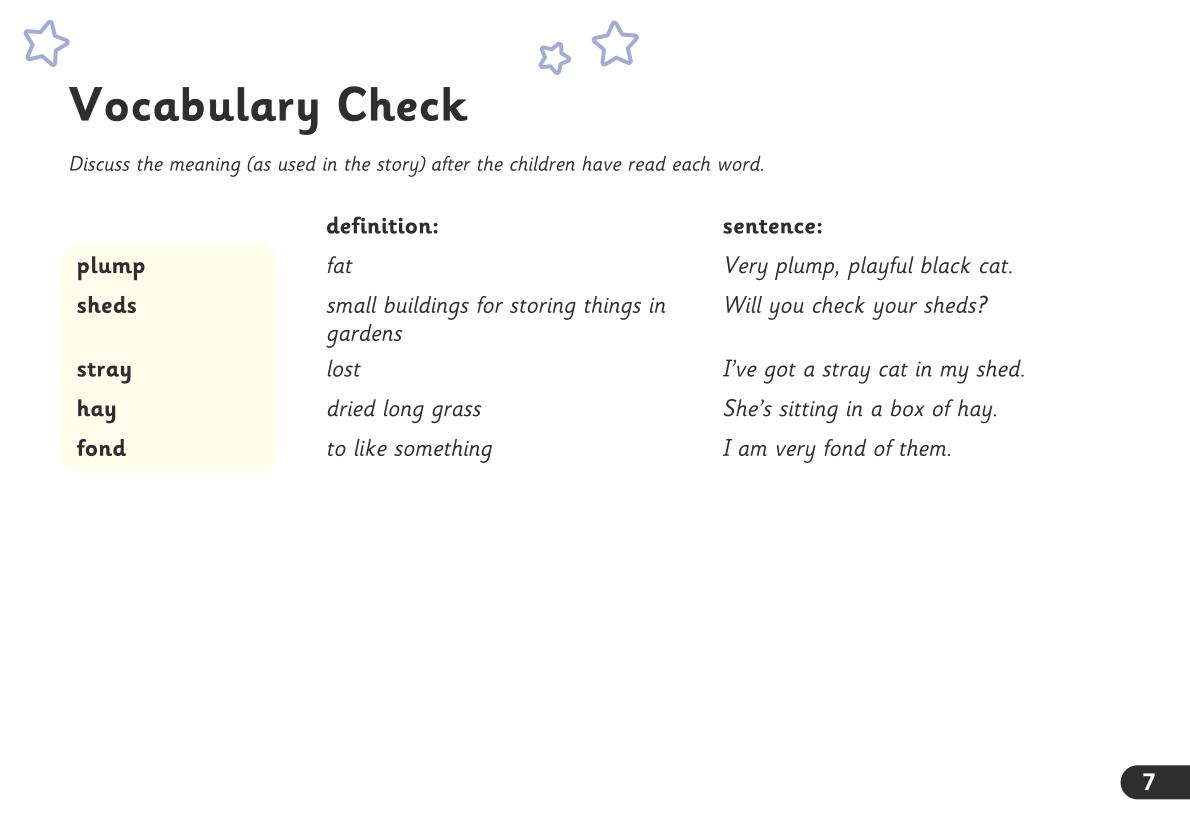 Vocabulary Check
Discuss the meaning (as used in the story) after the children have read each word.
definition: sentence:
plump fat Very plump, playful black cat.
sheds small buildings for storing things in Will you check your sheds?
gardens
stray lost I've got a stray cat in my shed.
hay dried long grass She's sitting in a box of hay.
fond to like something I am very fond of them.
7